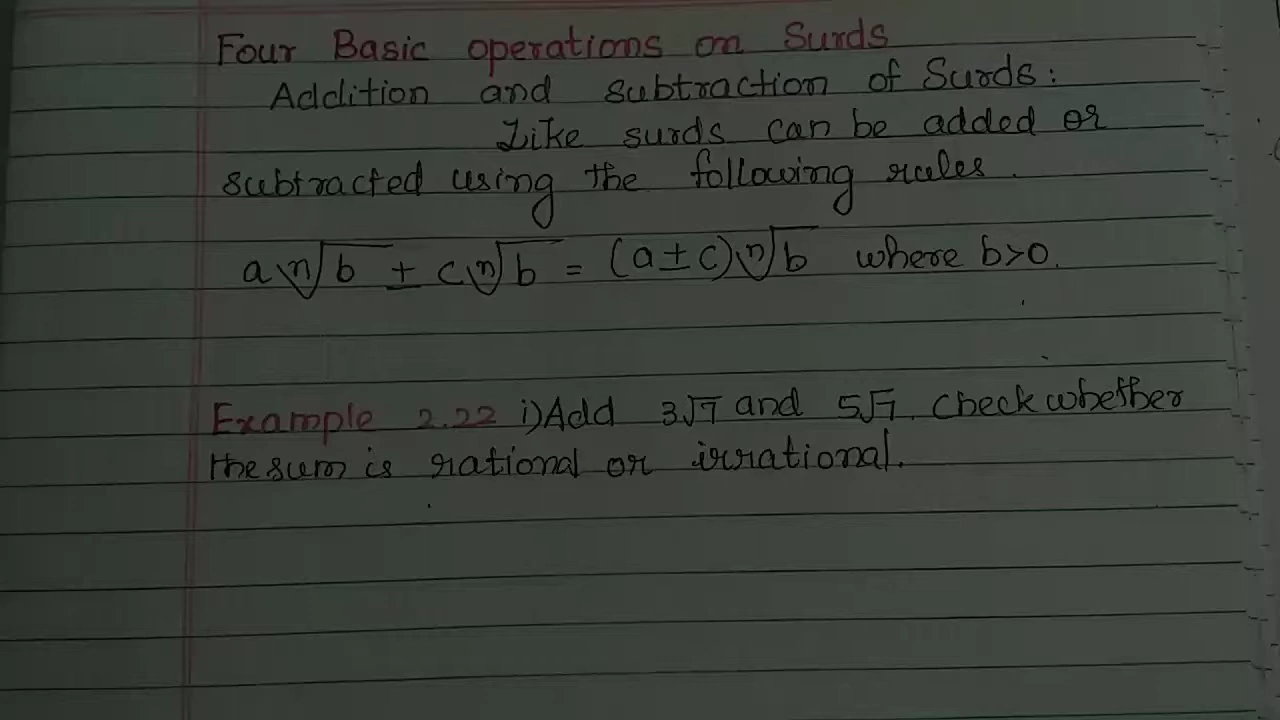 Four Basic operations on Surds
Addition and subtraction of Surds:
Like surds can be added or
subtracted using the following rules.
a ⁿ√b ± c ⁿ√b = (a±c) ⁿ√b where b>0.
Example 2.22 i) Add 3√7 and 5√7. Check whether
the sum is rational or irrational.